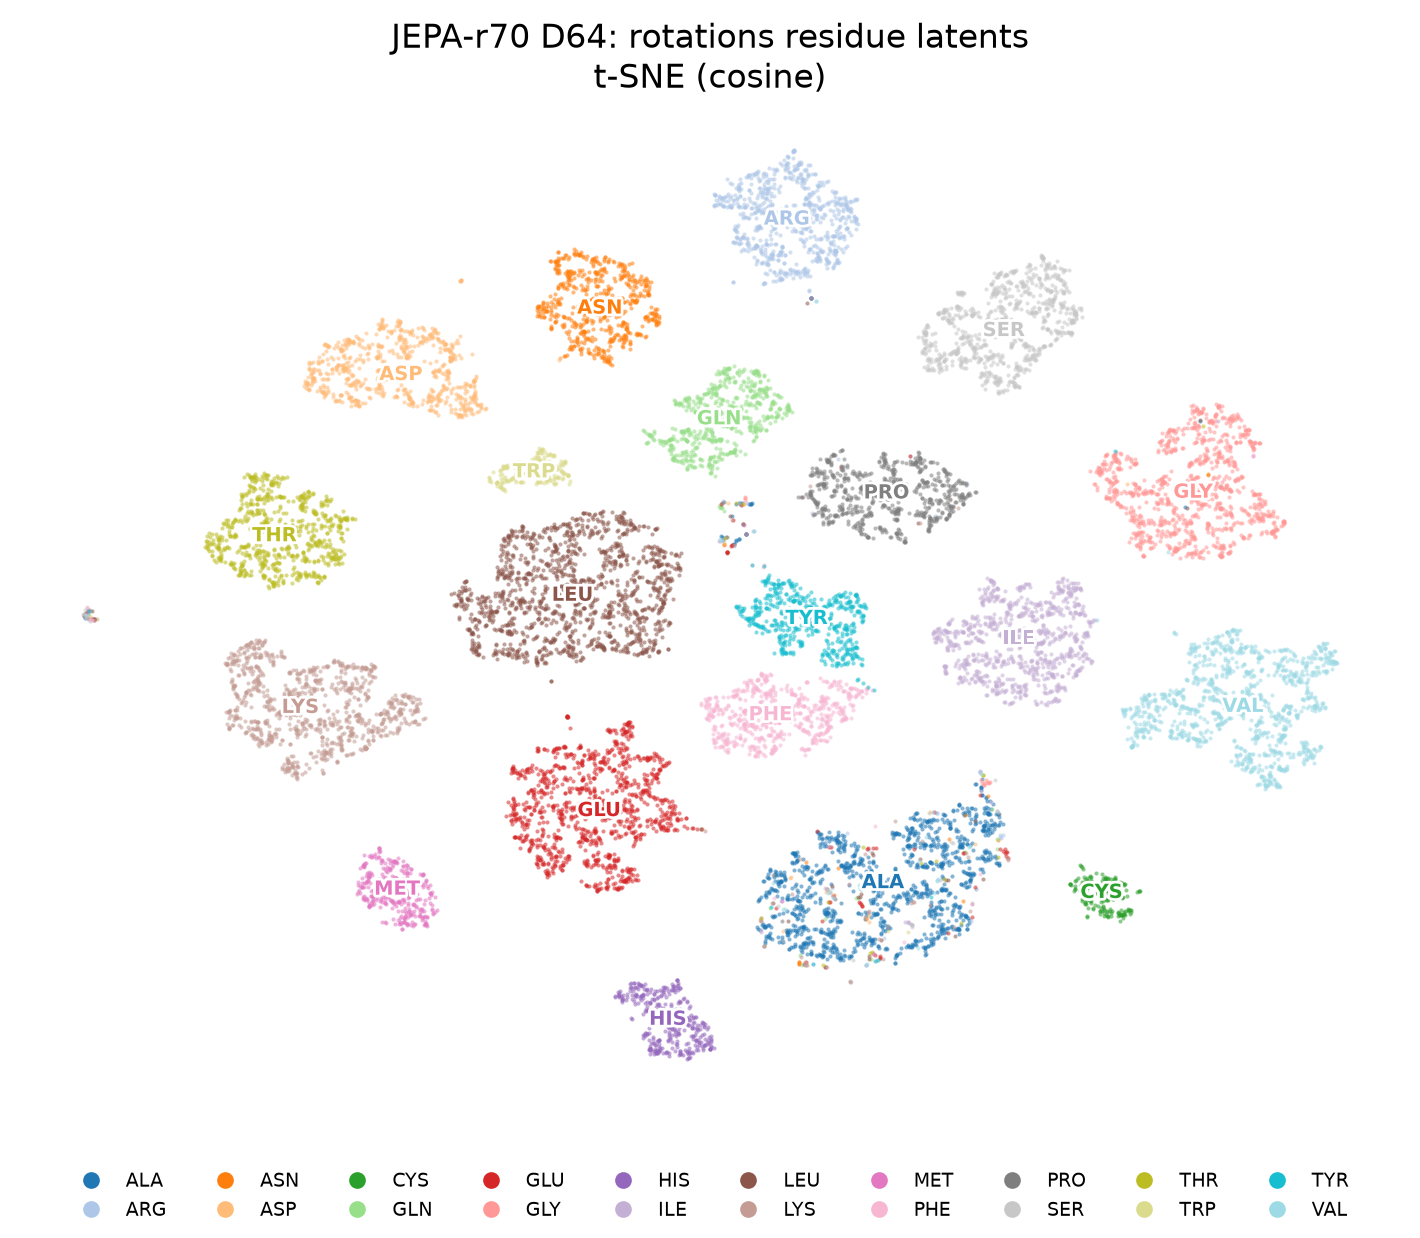 JEPA-r70 D64: rotations residue latents
t-SNE (cosine)
ARG
ASN
SER
ASP
GLN
TRP
PRO
GLY
THR
LEU
TYR
ILE
LYS
PHE
VAL
GLU
ALA
MET
CYS
HIS
ALA ASN CYS GLU HIS LEU MET PRO THR TYR
ARG ASP GLN GLY ILE LYS PHE SER TRP VAL